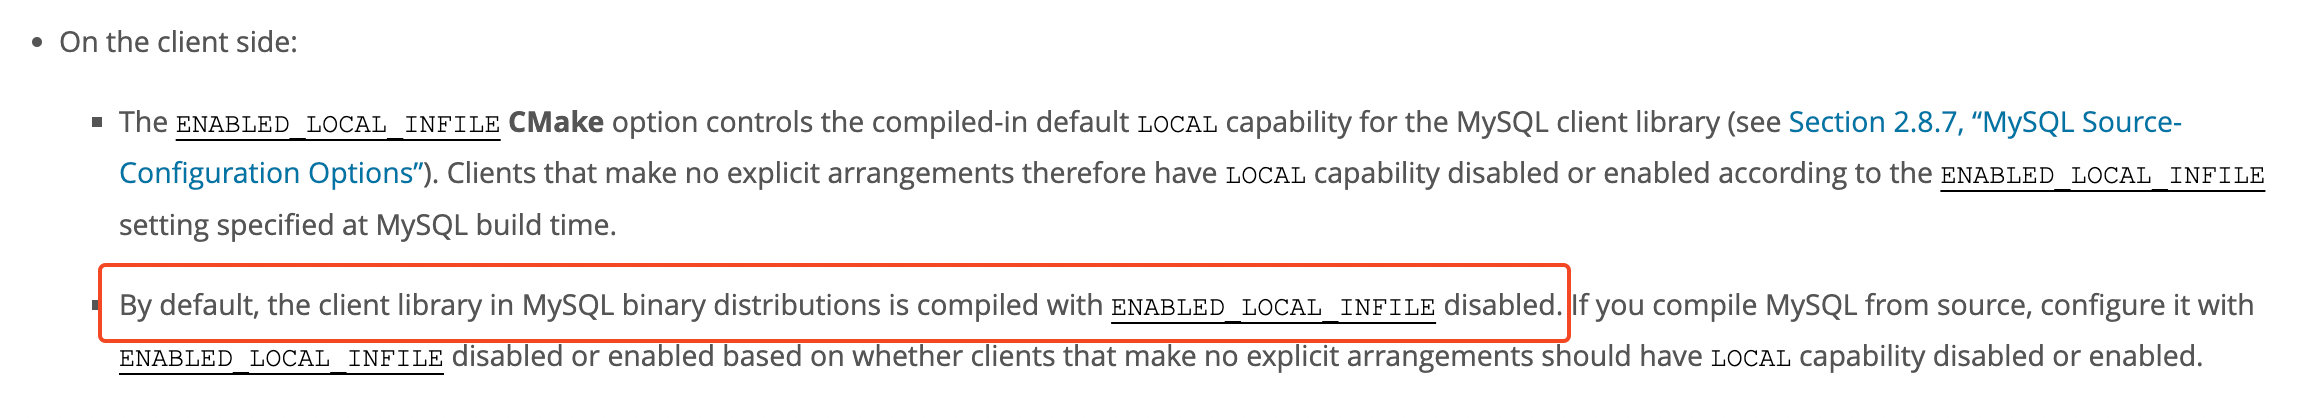 On the client side:
The ENABLED_LOCAL_INFILE CMake option controls the compiled-in default LOCAL capability for the MySQL client library (see Section 2.8.7, “MySQL Source-
Configuration Options”). Clients that make no explicit arrangements therefore have LOCAL capability disabled or enabled according to the ENABLED_LOCAL_INFILE
setting specified at MySQL build time.
By default, the client library in MySQL binary distributions is compiled with ENABLED_LOCAL_INFILE disabled. If you compile MySQL from source, configure it with
ENABLED_LOCAL_INFILE disabled or enabled based on whether clients that make no explicit arrangements should have LOCAL capability disabled or enabled.